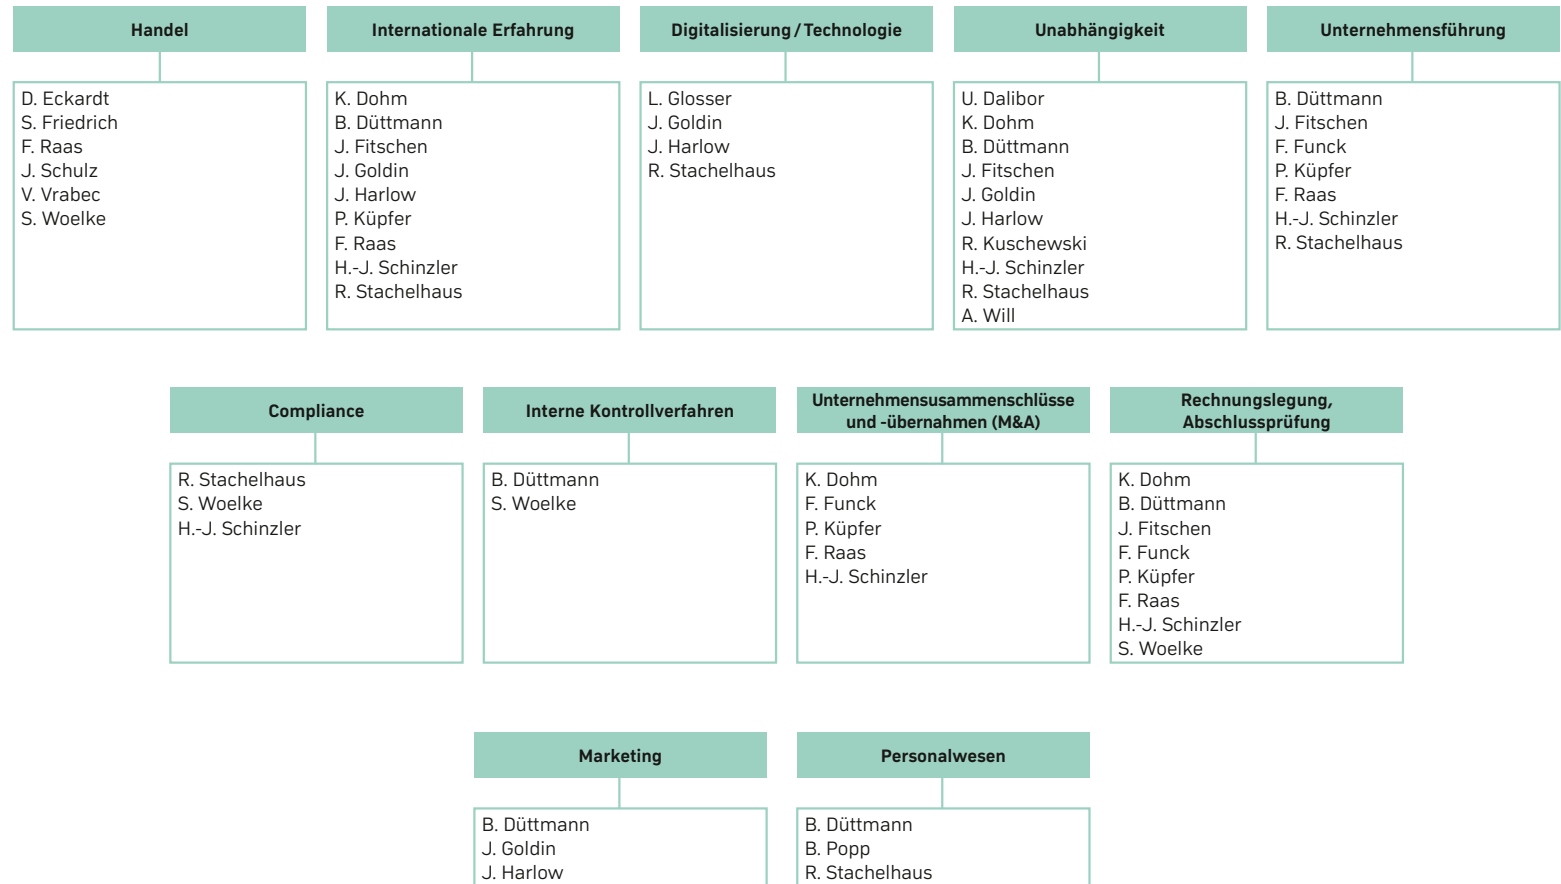 Handel
D. Eckardt
S. Friedrich
F. Raas
J. Schulz
V. Vrabec
S. Woelke
Internationale Erfahrung
K. Dohm
B. Düttmann
J. Fitschen
J. Goldin
J. Harlow
P. Küpfer
F. Raas
H.-J. Schinzler
R. Stachelhaus
Digitalisierung / Technologie
L. Glosser
J. Goldin
J. Harlow
R. Stachelhaus
Unabhängigkeit
U. Dalibor
K. Dohm
B. Düttmann
J. Fitschen
J. Goldin
J. Harlow
R. Kuschewski
H.-J. Schinzler
R. Stachelhaus
A. Will
Unternehmensführung
B. Düttmann
J. Fitschen
F. Funck
P. Küpfer
F. Raas
H.-J. Schinzler
R. Stachelhaus
Compliance
R. Stachelhaus
S. Woelke
H.-J. Schinzler
Interne Kontrollverfahren
B. Düttmann
S. Woelke
Unternehmensusammenschlüsse
und -übernahmen (M&A)
K. Dohm
F. Funck
P. Küpfer
F. Raas
H.-J. Schinzler
Rechnungslegung,
Abschlussprüfung
K. Dohm
B. Düttmann
J. Fitschen
F. Funck
P. Küpfer
F. Raas
H.-J. Schinzler
S. Woelke
Marketing
B. Düttmann
J. Goldin
J. Harlow
Personalwesen
B. Düttmann
B. Popp
R. Stachelhaus